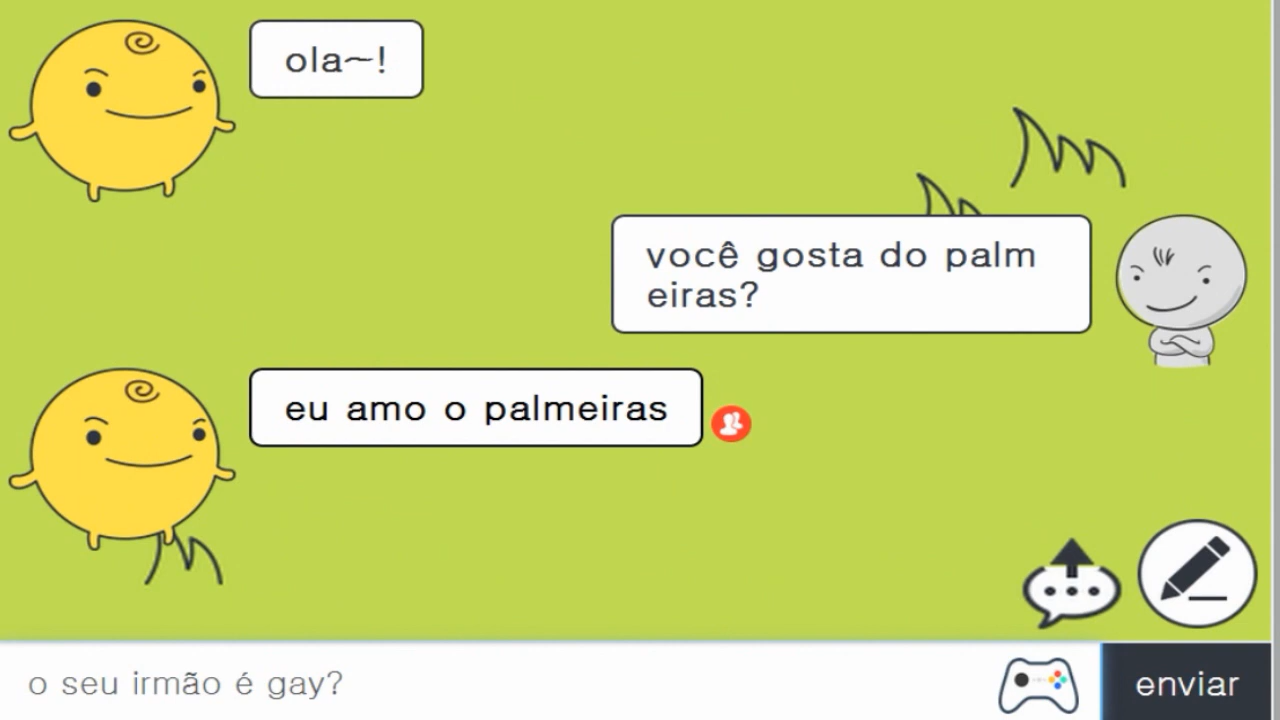 ola~!
você gosta do palm
eiras?
eu amo o palmeiras
o seu irmão é gay?
enviar